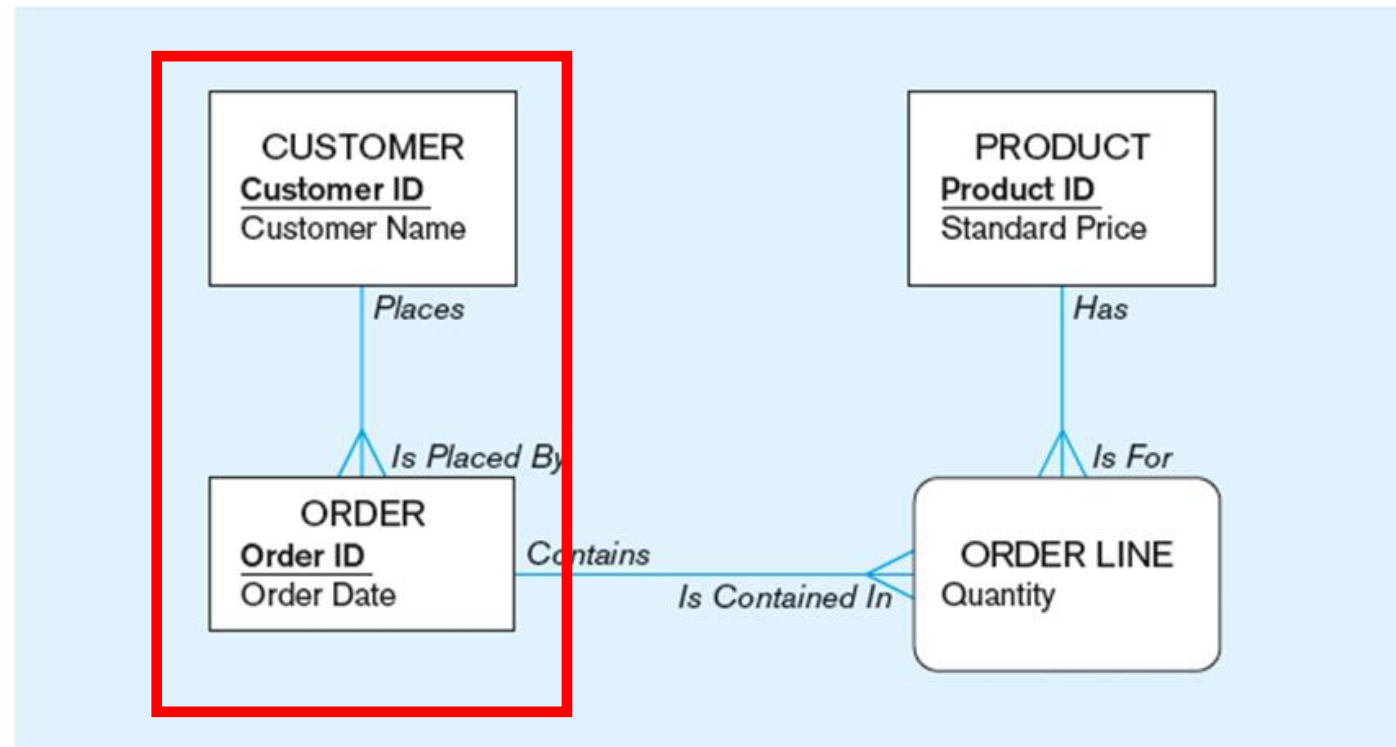 CUSTOMER
Customer ID
Customer Name
Places
Is Placed By
ORDER
Order ID
Order Date
Contains
Is Contained In
PRODUCT
Product ID
Standard Price
Has
Is For
ORDER LINE
Quantity